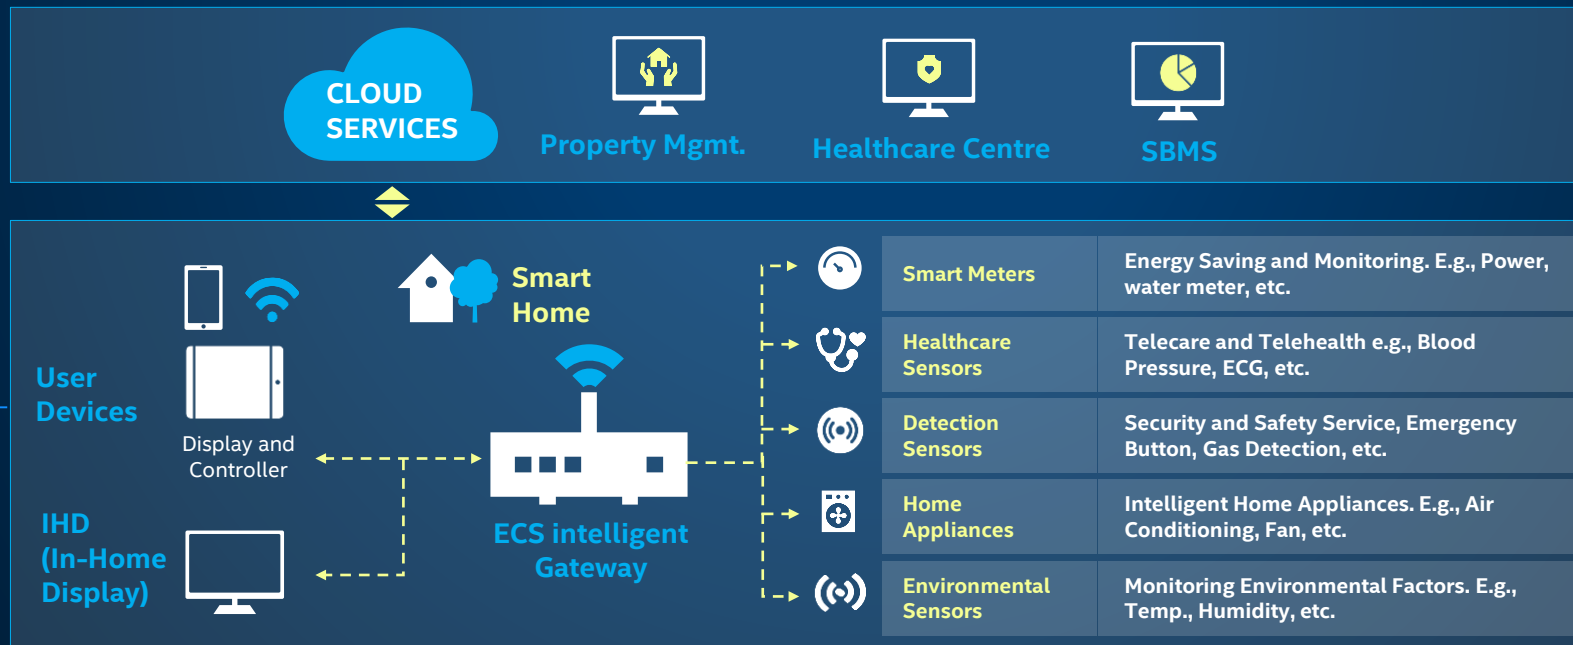 CLOUD
SERVICES
Property Mgmt.
Healthcare Centre
SBMS
Smart
Home
User
Devices
Display and
Controller
IHD
(In-Home
Display)
ECS intelligent
Gateway
Smart Meters
Energy Saving and Monitoring. E.g., Power,
water meter, etc.
Healthcare
Sensors
Telecare and Telehealth e.g., Blood
Pressure, ECG, etc.
Detection
Sensors
Security and Safety Service, Emergency
Button, Gas Detection, etc.
Home
Appliances
Intelligent Home Appliances. E.g., Air
Conditioning, Fan, etc.
Environmental
Sensors
Monitoring Environmental Factors. E.g.,
Temp., Humidity, etc.